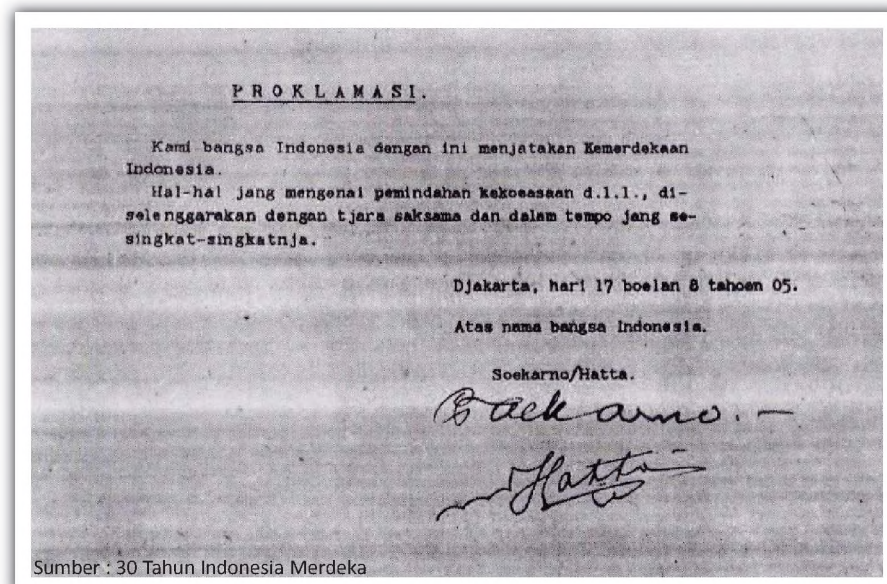 PROKLAMASI.
Kami bangsa Indonesia dengan ini menjatakan Kemerdekaan
Indonesia.
Hal-hal jang mengenai pemindahan kekoeasaan d.l.l., di-
selenggarakan dengan tjara saksama dan dalam tempo jang se-
singkat-singkatnja.
Djakarta, hari 17 boelan 8 tahoen 05.
Atas nama bangsa Indonesia.
Soekarno/Hatta.
Soekarno.—
Hatta
Sumber : 30 Tahun Indonesia Merdeka